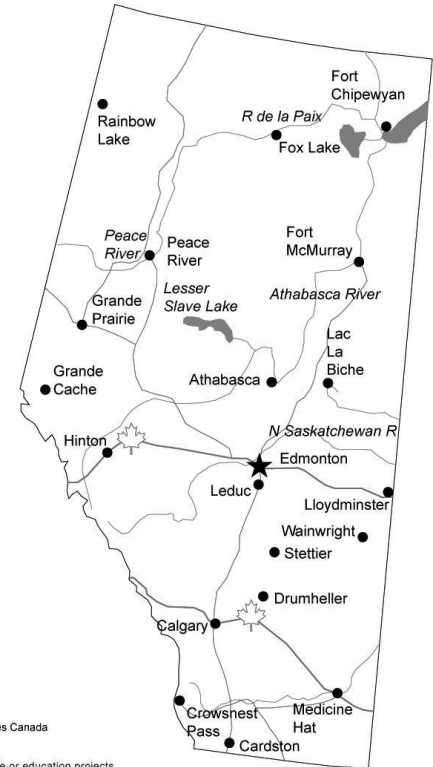 Fort
Chipewyan
Rainbow
Lake
R de la Paix
Fox Lake
Peace
River
Peace
River
Fort
McMurray
Lesser
Slave Lake
Athabasca River
Grande
Prairie
Lac
La
Biche
Grande
Cache
Athabasca
N Saskatchewan R
Hinton
Edmonton
Leduc
Lloydminster
Wainwright
Stettier
Drumheller
Calgary
Crowsnest
Pass
Medicine
Hat
Cardston
es Canada
e or education projects